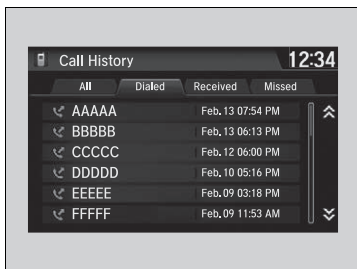 Call History 12:34
All Dialed Received Missed
AAAAA Feb. 13 07:54 PM
BBBBB Feb. 13 06:13 PM
CCCCC Feb. 12 06:00 PM
DDDDD Feb. 10 05:16 PM
EEEEE Feb. 09 03:18 PM
FFFFF Feb. 09 11:53 AM